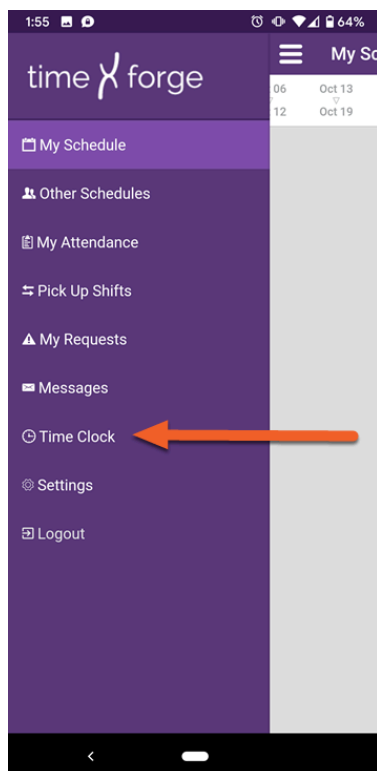 1:55 64%
time forge
My Sc
06 Oct 13
12 Oct 19
My Schedule
Other Schedules
My Attendance
Pick Up Shifts
My Requests
Messages
Time Clock
Settings
Logout